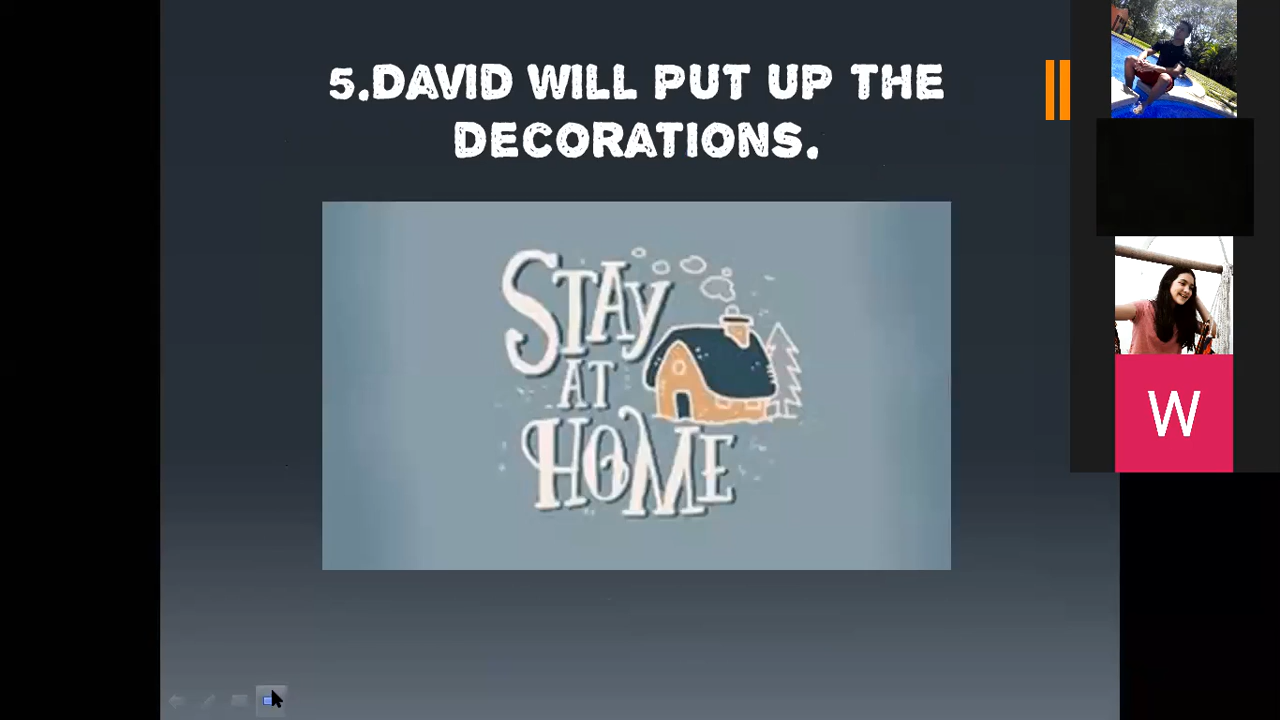 5.DAVID WILL PUT UP THE
DECORATIONS.
STAY
AT
HOME
W